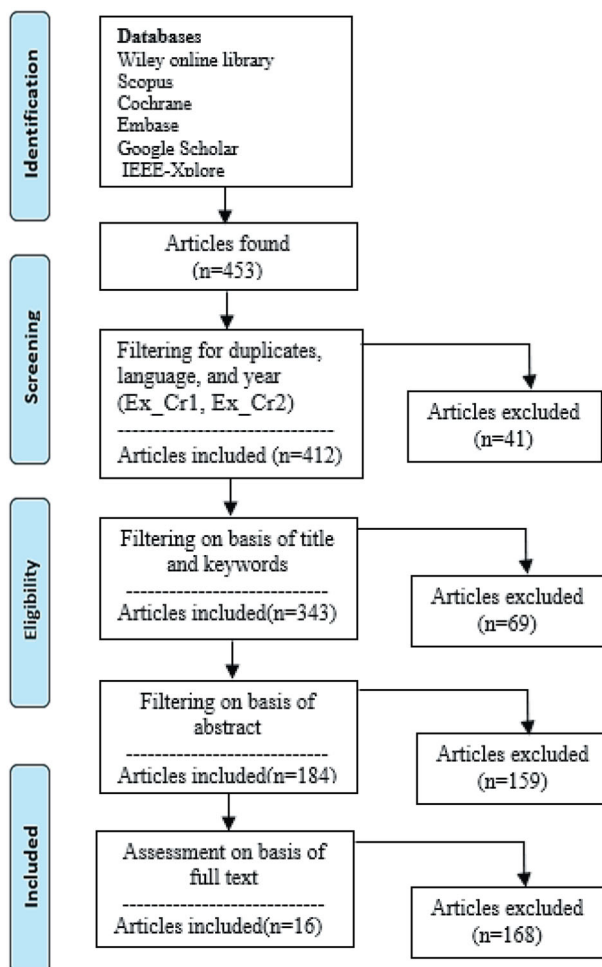 Identification
Databases
Wiley online library
Scopus
Cochrane
Embase
Google Scholar
IEEE-Xplore
Articles found
(n=453)
Screening
Filtering for duplicates,
language, and year
(Ex_Cr1, Ex_Cr2)
--------------------------------
Articles included (n=412)
Articles excluded
(n=41)
Eligibility
Filtering on basis of title
and keywords
------------------------------
Articles included(n=343)
Articles excluded
(n=69)
Filtering on basis of
abstract
------------------------------
Articles included(n=184)
Articles excluded
(n=159)
Included
Assessment on basis of
full text
------------------------------
Articles included(n=16)
Articles excluded
(n=168)